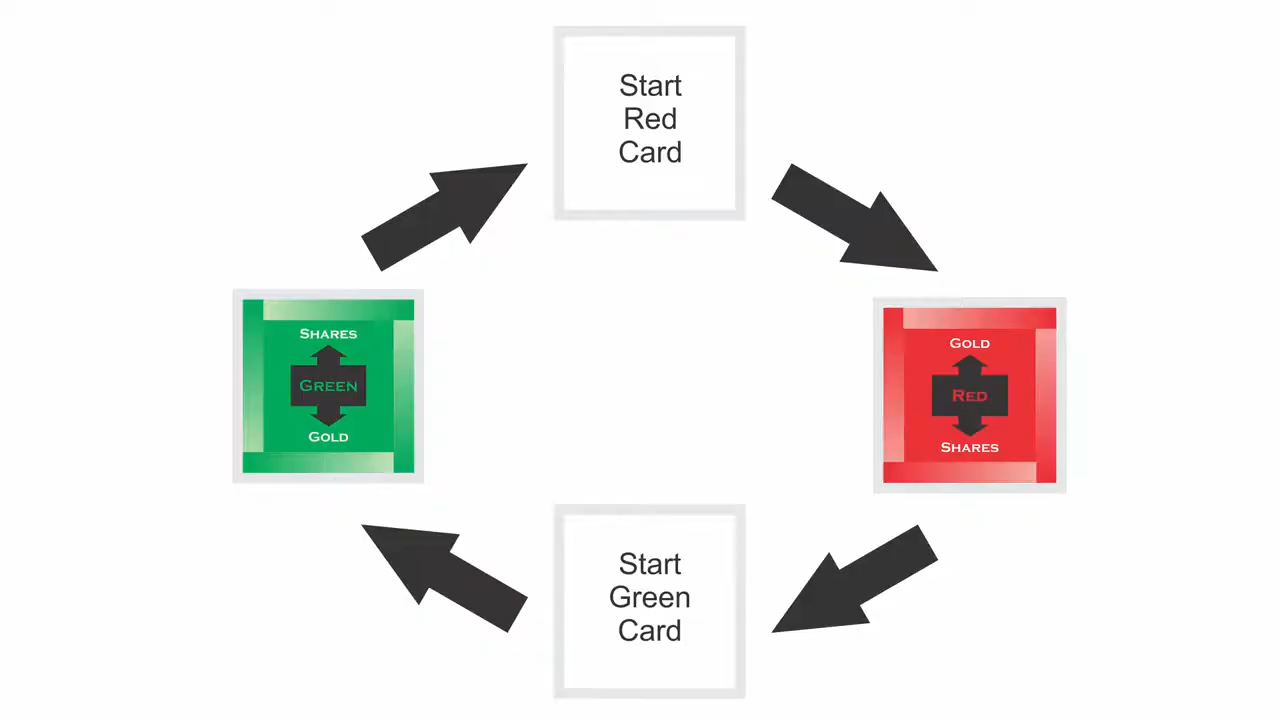 Start
Red
Card
SHARES
GREEN
GOLD
GOLD
RED
SHARES
Start
Green
Card